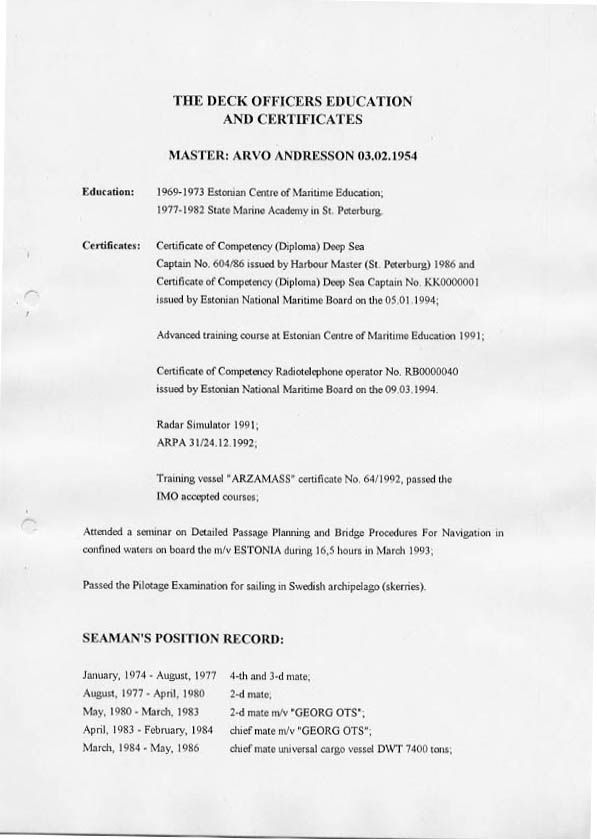 THE DECK OFFICERS EDUCATION
AND CERTIFICATES
MASTER: ARVO ANDRESSON 03.02.1954
Education: 1969-1973 Estonian Centre of Maritime Education;
1977-1982 State Marine Academy in St. Peterburg.
Certificates: Certificate of Competency (Diploma) Deep Sea
Captain No. 604/86 issued by Harbour Master (St. Peterburg) 1986 and
Certificate of Competency (Diploma) Deep Sea Captain No. KK0000001
issued by Estonian National Maritime Board on the 05.01.1994;
Advanced training course at Estonian Centre of Maritime Education 1991;
Certificate of Competency Radiotelephone operator No. RB0000040
issued by Estonian National Maritime Board on the 09.03.1994.
Radar Simulator 1991;
ARPA 31/24.12.1992;
Training vessel "ARZAMASS" certificate No. 64/1992, passed the
IMO accepted courses;
Attended a seminar on Detailed Passage Planning and Bridge Procedures For Navigation in
confined waters on board the m/v ESTONIA during 16,5 hours in March 1993;
Passed the Pilotage Examination for sailing in Swedish archipelago (skerries).
SEAMAN'S POSITION RECORD:
January, 1974 - August, 1977 4-th and 3-d mate;
August, 1977 - April, 1980 2-d mate;
May, 1980 - March, 1983 2-d mate m/v "GEORG OTS";
April, 1983 - February, 1984 chief mate m/v "GEORG OTS";
March, 1984 - May, 1986 chief mate universal cargo vessel DWT 7400 tons;